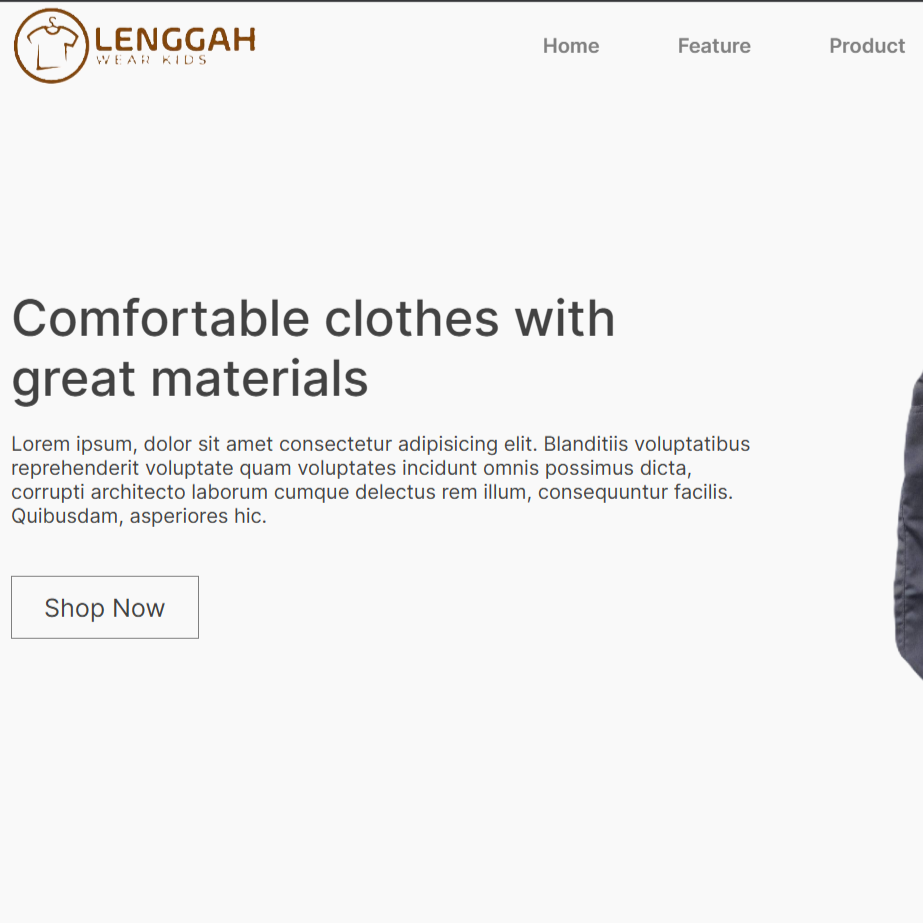 LENGGAH
WEAR KIDS
Home Feature Product
Comfortable clothes with
great materials
Lorem ipsum, dolor sit amet consectetur adipisicing elit. Blanditiis voluptatibus
reprehenderit voluptate quam voluptates incidunt omnis possimus dicta,
corrupti architecto laborum cumque delectus rem illum, consequuntur facilis.
Quibusdam, asperiores hic.
Shop Now